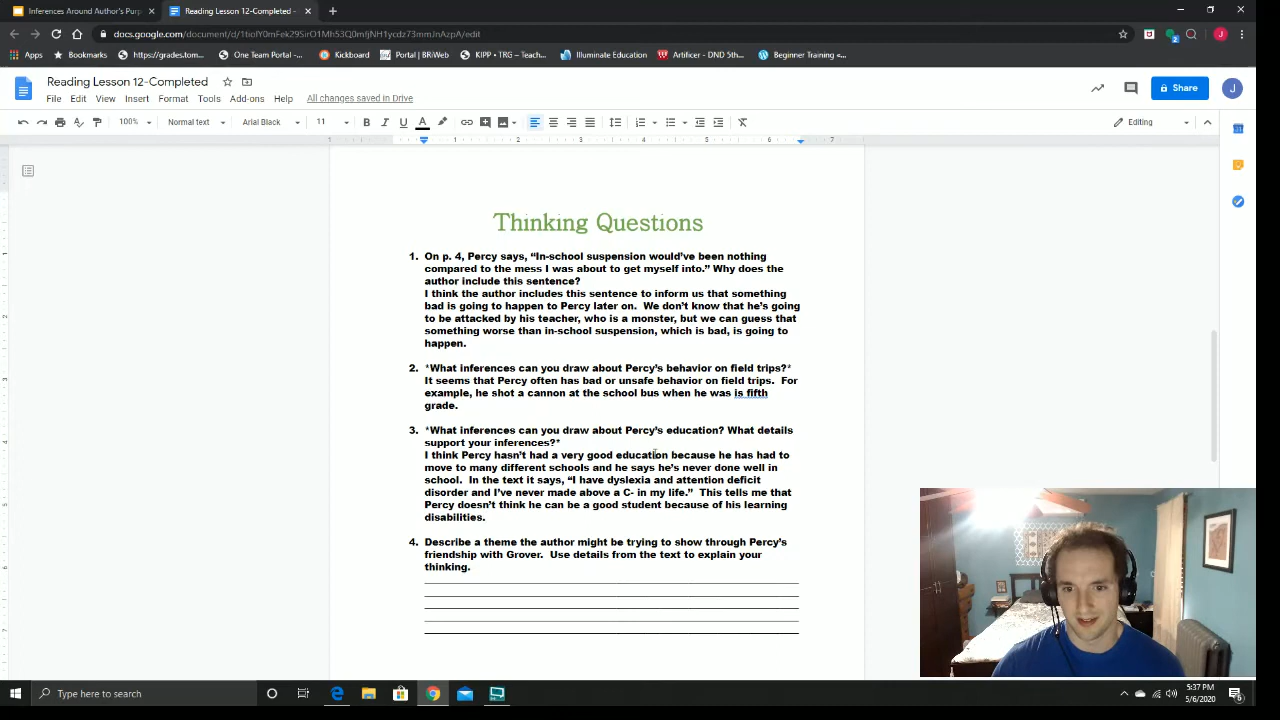 Inferences Around Author's Purp
Reading Lesson 12-Completed -
Apps
Bookmarks
https://grades.tom...
One Team Portal -...
Kickboard
Portal | BRiWeb
KIPP • TRG – Teach...
Illuminate Education
Artificer - DND 5th...
Beginner Training «...
Reading Lesson 12-Completed
File Edit View Insert Format Tools Add-ons Help All changes saved in Drive
Share
J
100% Normal text Arial Black 11 Editing
Thinking Questions
1. On p. 4, Percy says, “In-school suspension would’ve been nothing
compared to the mess I was about to get myself into.” Why does the
author include this sentence?
I think the author includes this sentence to inform us that something
bad is going to happen to Percy later on. We don’t know that he’s going
to be attacked by his teacher, who is a monster, but we can guess that
something worse than in-school suspension, which is bad, is going to
happen.
2. *What inferences can you draw about Percy’s behavior on field trips?*
It seems that Percy often has bad or unsafe behavior on field trips. For
example, he shot a cannon at the school bus when he was is fifth
grade.
3. *What inferences can you draw about Percy’s education? What details
support your inferences?*
I think Percy hasn’t had a very good education because he has had to
move to many different schools and he says he’s never done well in
school. In the text it says, “I have dyslexia and attention deficit
disorder and I’ve never made above a C- in my life.” This tells me that
Percy doesn’t think he can be a good student because of his learning
disabilities.
4. Describe a theme the author might be trying to show through Percy’s
friendship with Grover. Use details from the text to explain your
thinking.
Type here to search
5:37 PM
5/6/2020